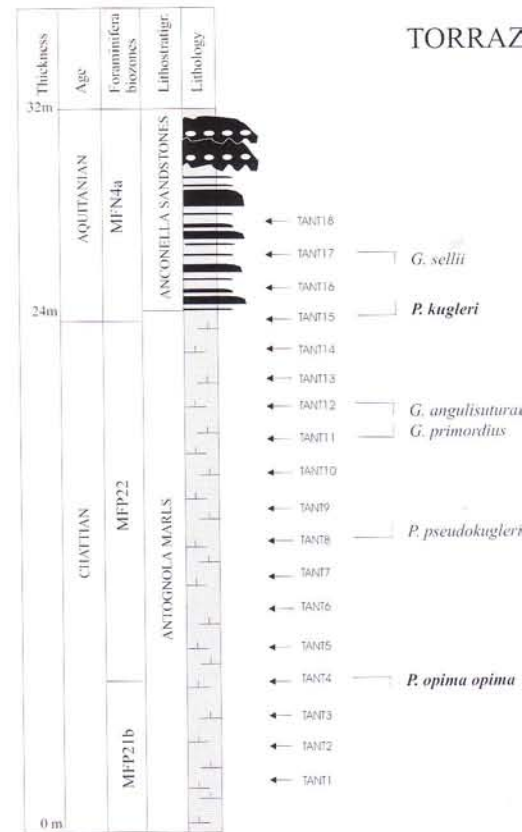 TORRAZ
Thickness
Age
Foraminifera
biozones
Lithostratigr.
Lithology
32m
AQUITANIAN
MFN4a
ANCONELLA SANDSTONES
24m
CHATTIAN
MFP22
MFP21b
ANTOGNOLA MARLS
0 m
TANT18
TANT17
G. sellii
TANT16
TANT15
P. kugleri
TANT14
TANT13
TANT12
G. angulisutural
TANT11
G. primordius
TANT10
TANT9
TANT8
P. pseudokugleri
TANT7
TANT6
TANT5
TANT4
P. opima opima
TANT3
TANT2
TANT1